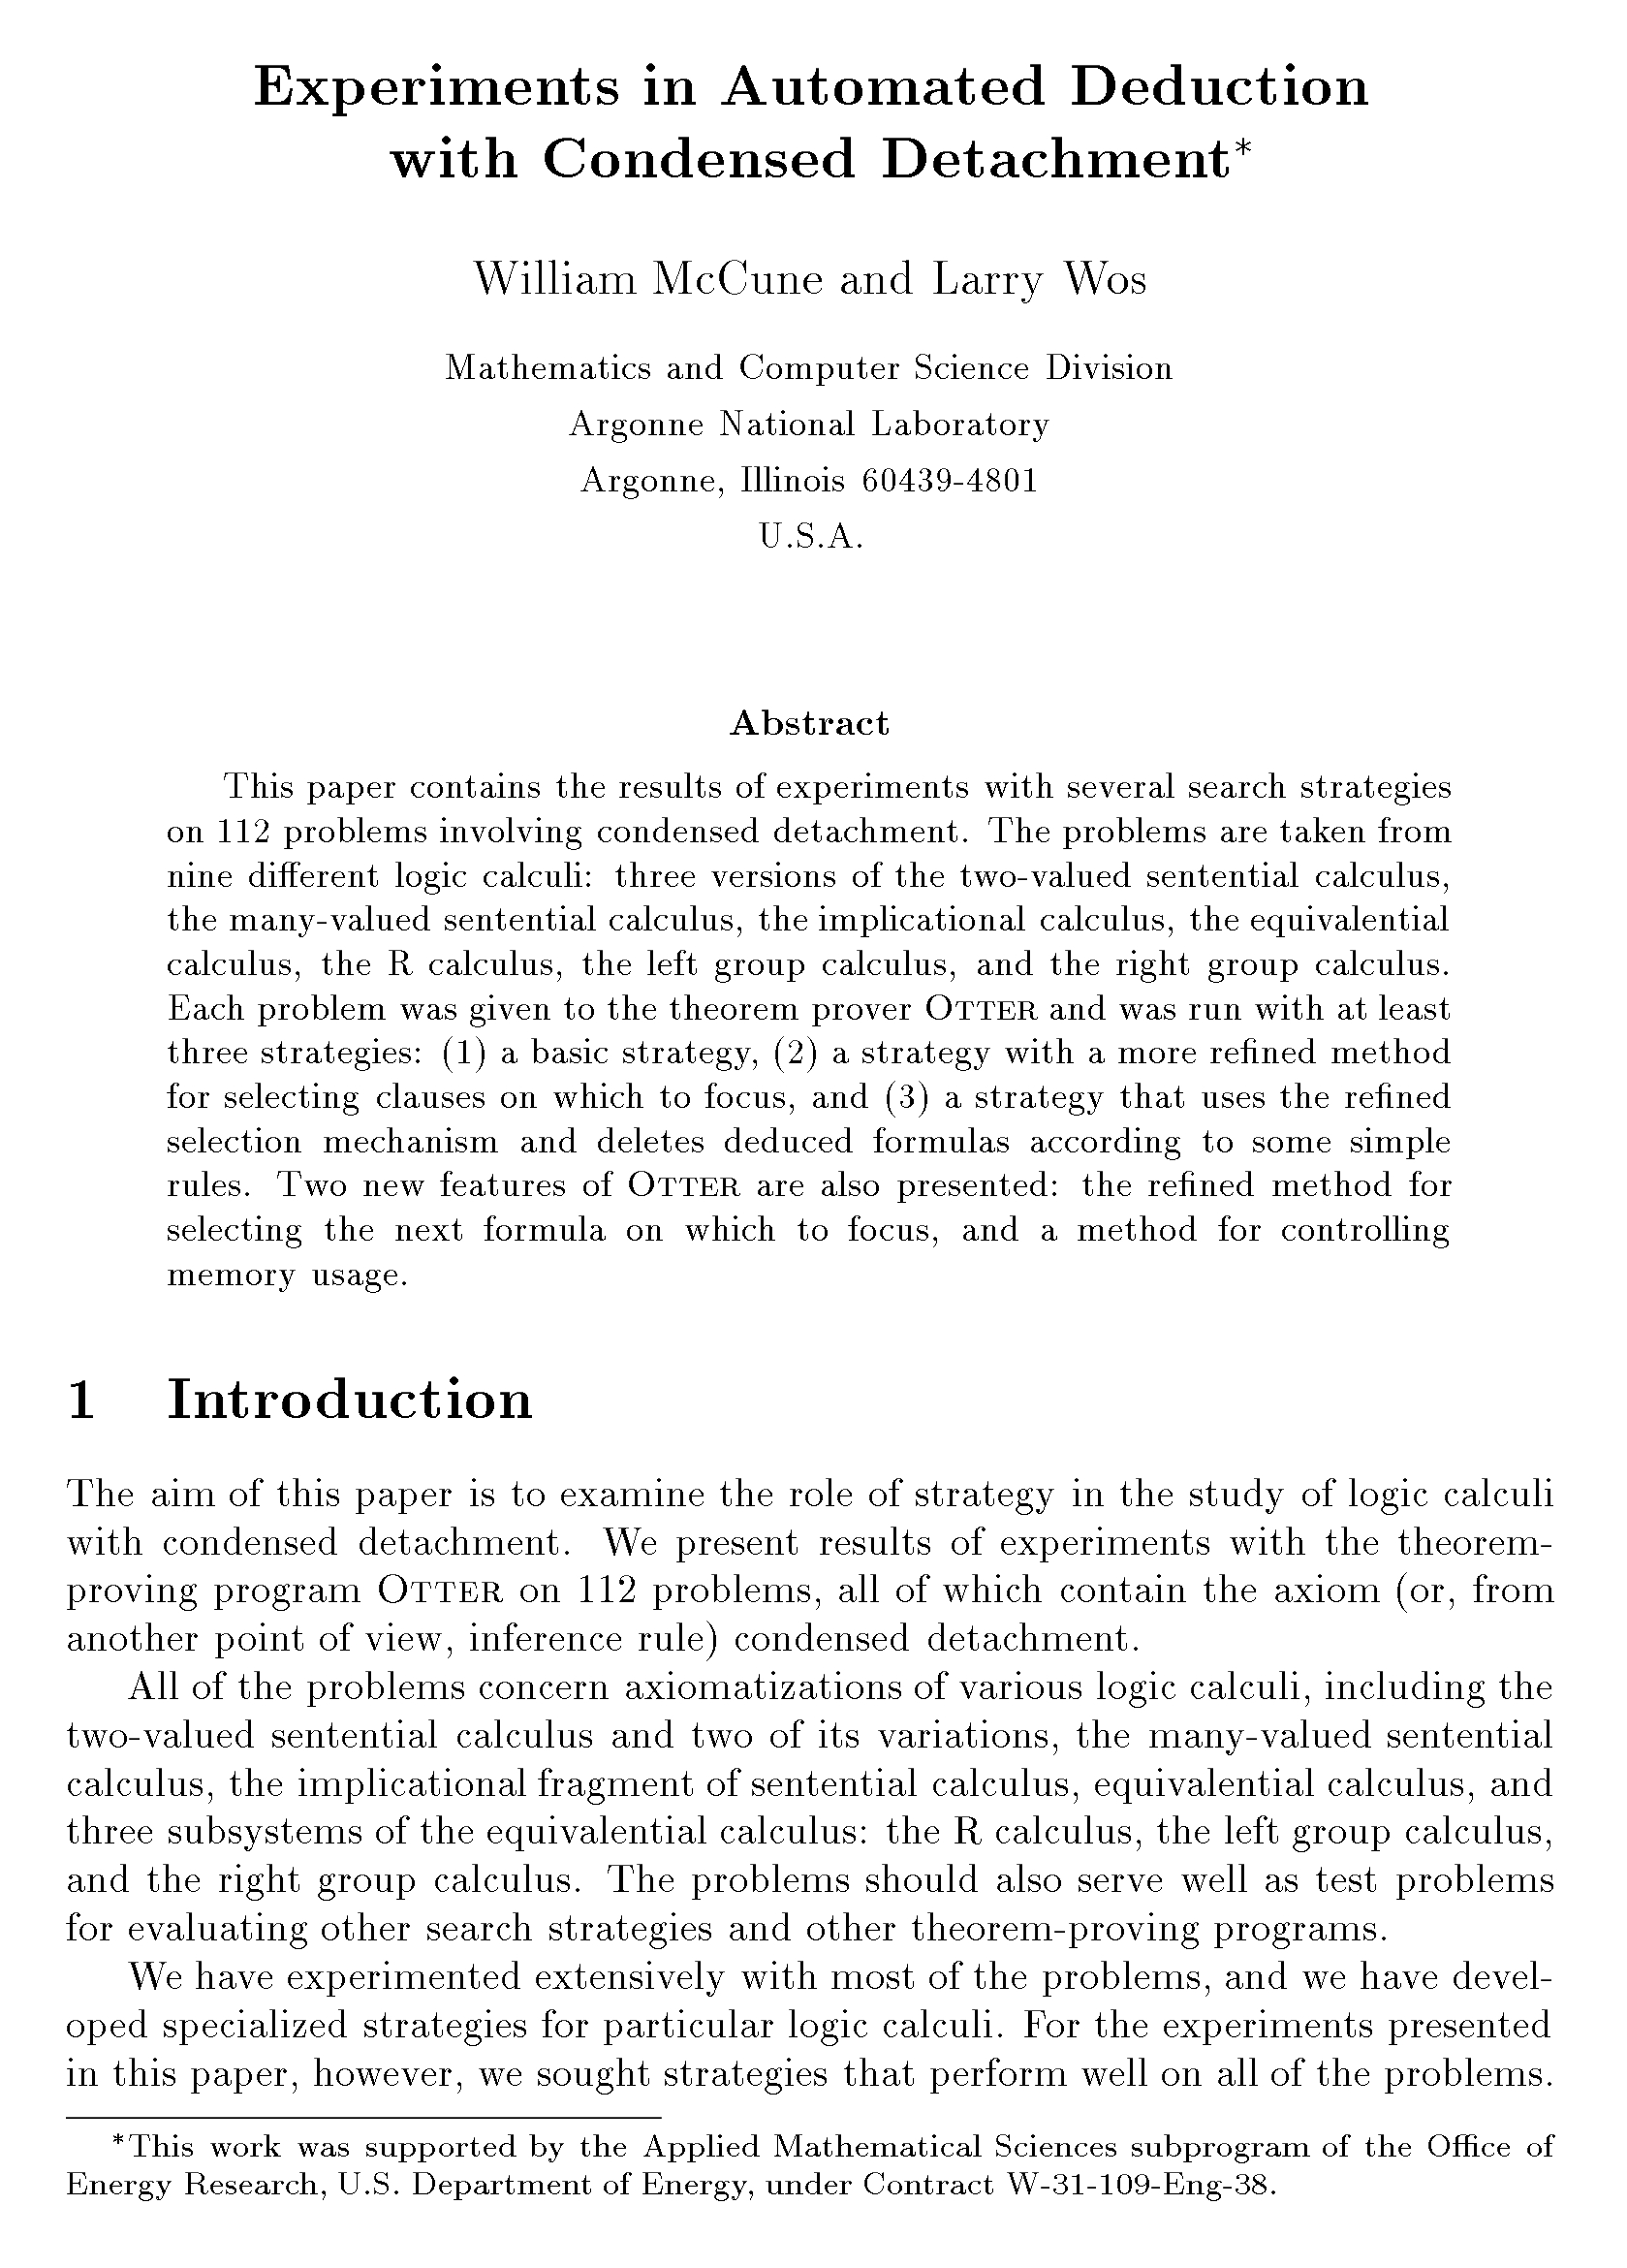 Experiments in Automated Deduction
with Condensed Detachment*
William McCune and Larry Wos
Mathematics and Computer Science Division
Argonne National Laboratory
Argonne, Illinois 60439-4801
U.S.A.
Abstract
This paper contains the results of experiments with several search strategies
on 112 problems involving condensed detachment. The problems are taken from
nine different logic calculi: three versions of the two-valued sentential calculus,
the many-valued sentential calculus, the implicational calculus, the equivalential
calculus, the R calculus, the left group calculus, and the right group calculus.
Each problem was given to the theorem prover OTTER and was run with at least
three strategies: (1) a basic strategy, (2) a strategy with a more refined method
for selecting clauses on which to focus, and (3) a strategy that uses the refined
selection mechanism and deletes deduced formulas according to some simple
rules. Two new features of OTTER are also presented: the refined method for
selecting the next formula on which to focus, and a method for controlling
memory usage.
1 Introduction
The aim of this paper is to examine the role of strategy in the study of logic calculi
with condensed detachment. We present results of experiments with the theorem-
proving program OTTER on 112 problems, all of which contain the axiom (or, from
another point of view, inference rule) condensed detachment.
All of the problems concern axiomatizations of various logic calculi, including the
two-valued sentential calculus and two of its variations, the many-valued sentential
calculus, the implicational fragment of sentential calculus, equivalential calculus, and
three subsystems of the equivalential calculus: the R calculus, the left group calculus,
and the right group calculus. The problems should also serve well as test problems
for evaluating other search strategies and other theorem-proving programs.
We have experimented extensively with most of the problems, and we have devel-
oped specialized strategies for particular logic calculi. For the experiments presented
in this paper, however, we sought strategies that perform well on all of the problems.
*This work was supported by the Applied Mathematical Sciences subprogram of the Office of
Energy Research, U.S. Department of Energy, under Contract W-31-109-Eng-38.